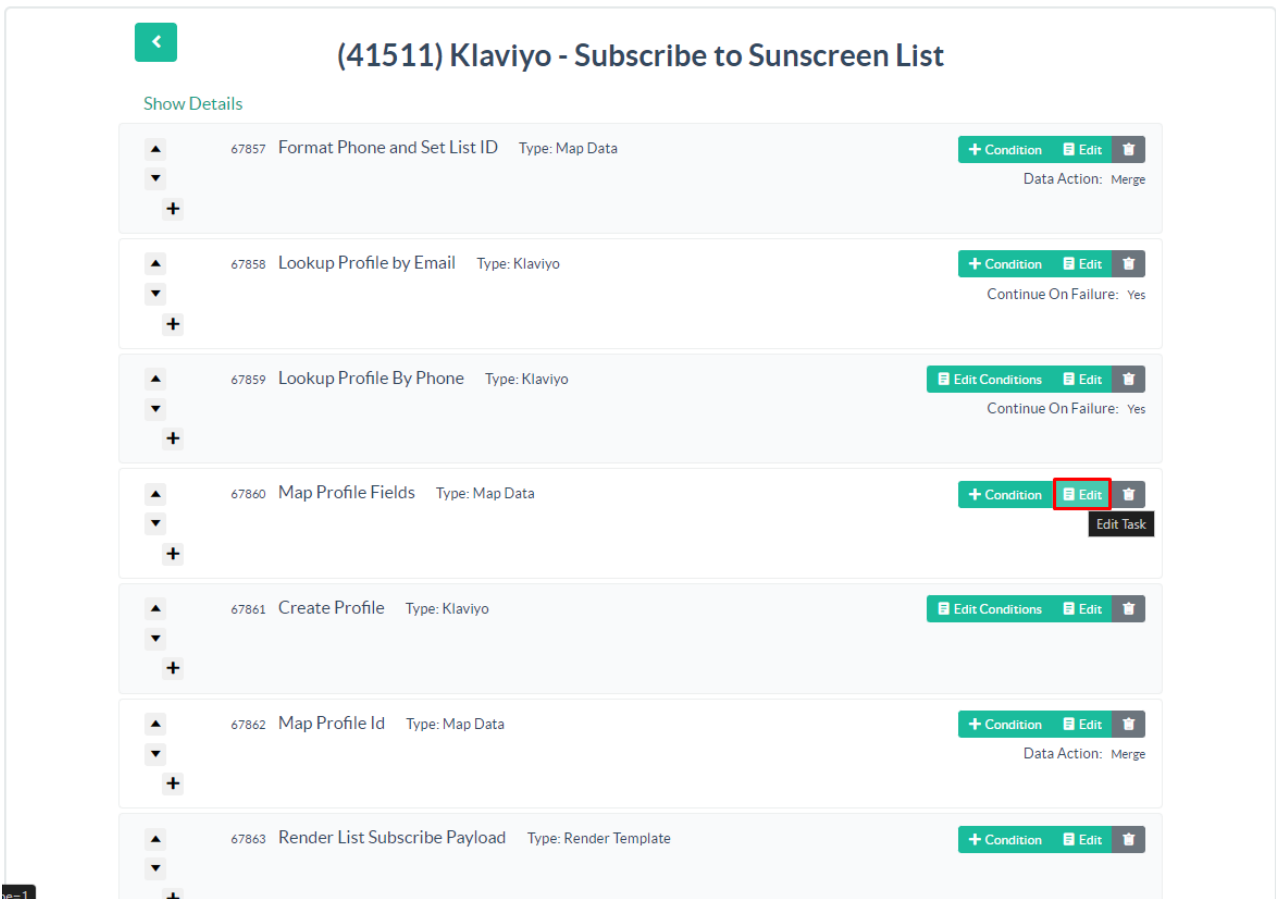 (41511) Klaviyo - Subscribe to Sunscreen List
Show Details
67857 Format Phone and Set List ID Type: Map Data + Condition Edit
Data Action: Merge
67858 Lookup Profile by Email Type: Klaviyo + Condition Edit
Continue On Failure: Yes
67859 Lookup Profile By Phone Type: Klaviyo Edit Conditions Edit
Continue On Failure: Yes
67860 Map Profile Fields Type: Map Data + Condition Edit
Edit Task
67861 Create Profile Type: Klaviyo Edit Conditions Edit
67862 Map Profile Id Type: Map Data + Condition Edit
Data Action: Merge
67863 Render List Subscribe Payload Type: Render Template + Condition Edit